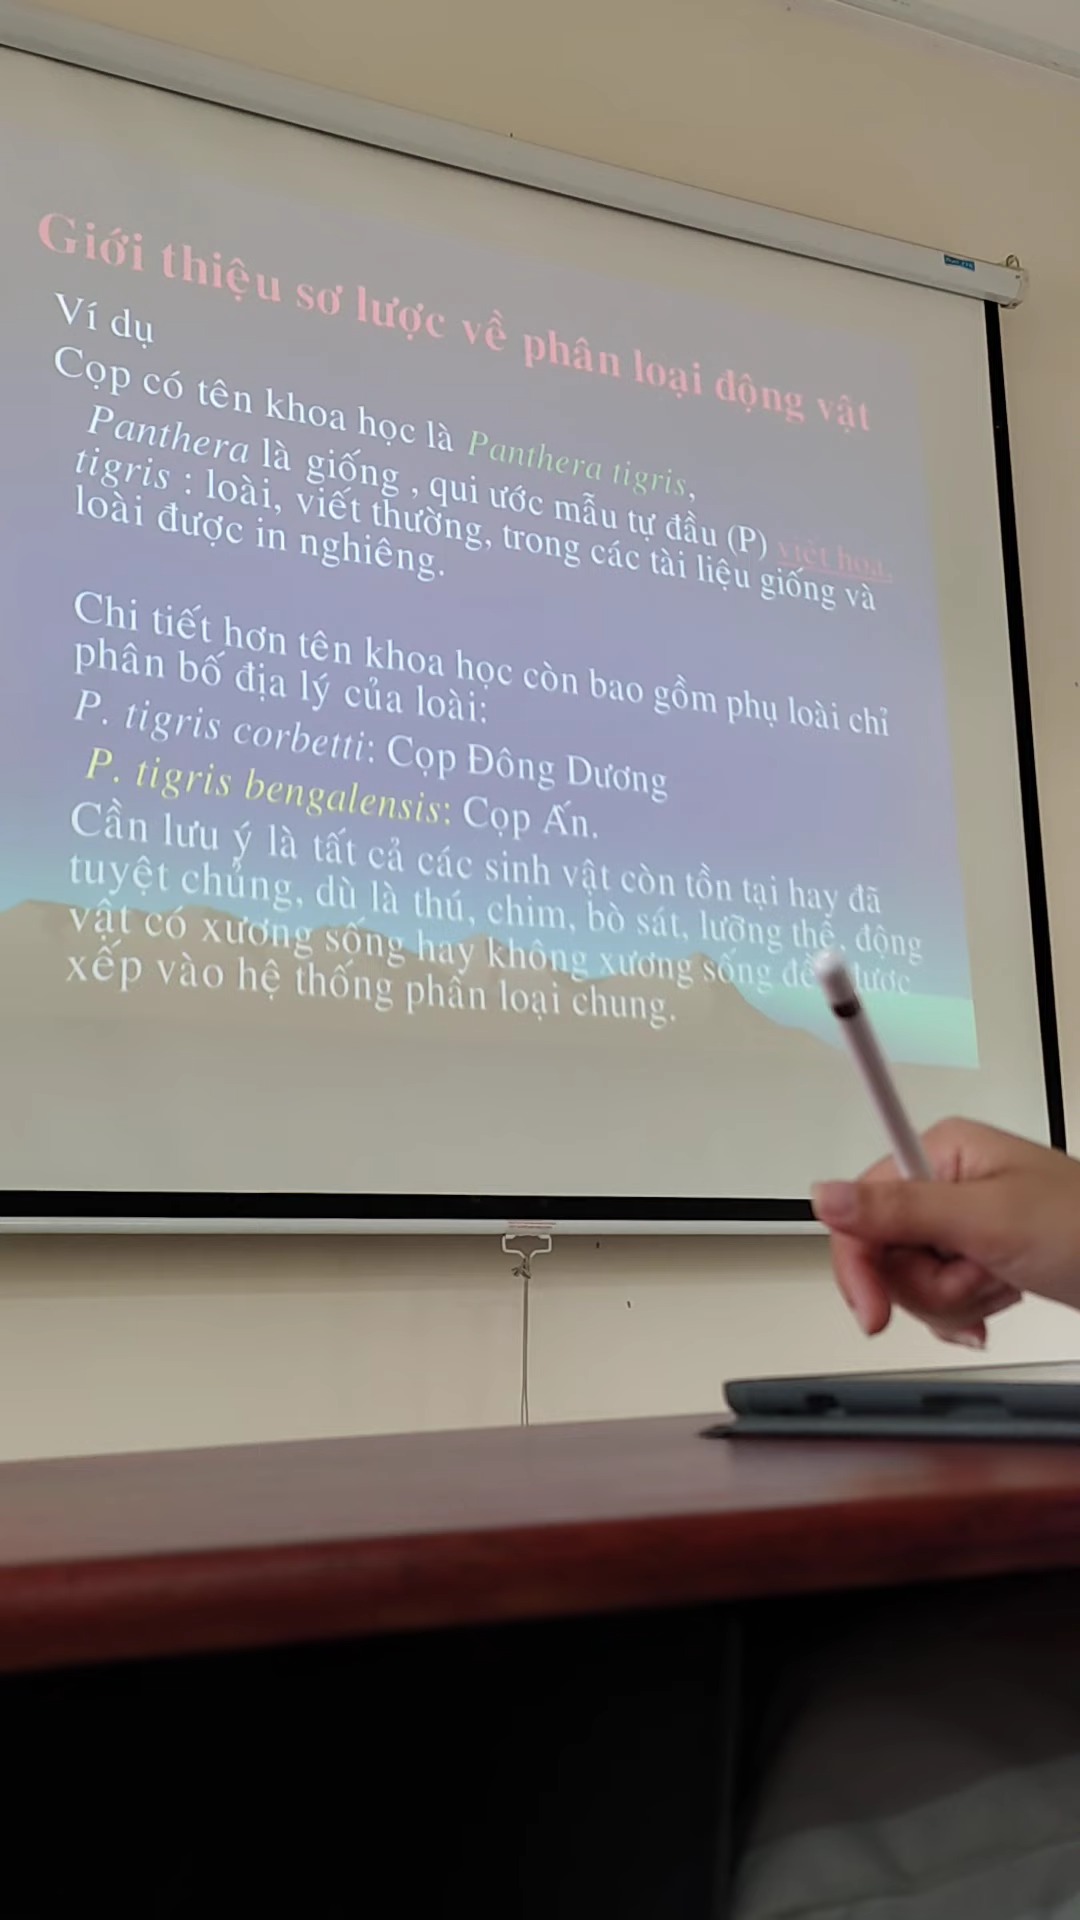 Giới thiệu sơ lược về phân loại động vật
Ví dụ
Cọp có tên khoa học là Panthera tigris,
Panthera là giống , qui ước mẫu tự đầu (P) viết hoa,
tigris : loài, viết thường, trong các tài liệu giống và
loài được in nghiêng.
Chi tiết hơn tên khoa học còn bao gồm phụ loài chỉ
phân bố địa lý của loài:
P. tigris corbetti: Cọp Đông Dương
P. tigris bengalensis: Cọp Ấn.
Cần lưu ý là tất cả các sinh vật còn tồn tại hay đã
tuyệt chủng, dù là thú, chim, bò sát, lưỡng thể, động
vật có xương sống hay không xương sống được
xếp vào hệ thống phân loại chung.